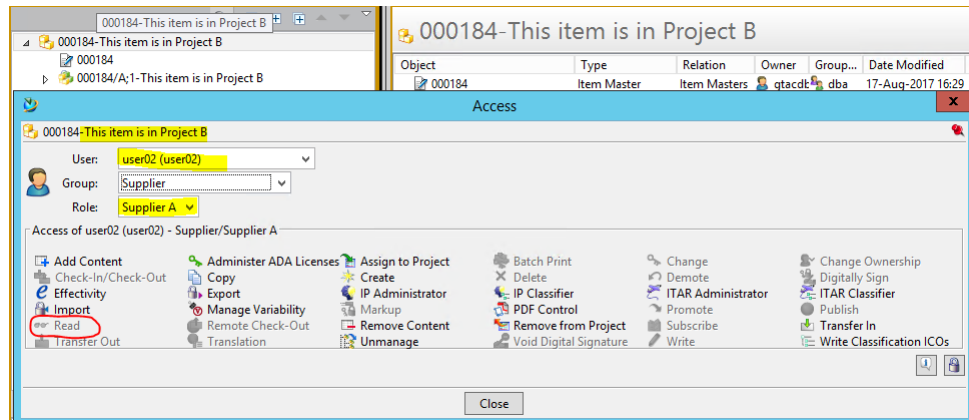 000184-This item is in Project B
000184-This item is in Project B
000184
000184/A;1-This item is in Project B
000184-This item is in Project B
Object Type Relation Owner Group... Date Modified
000184 Item Master Item Masters gtacdb dba 17-Aug-2017 16:29
Access
x
000184-This item is in Project B
User: user02 (user02)
Group: Supplier
Role: Supplier A
Access of user02 (user02) - Supplier/Supplier A
Add Content Administer ADA Licenses Assign to Project Batch Print Change Change Ownership
Check-In/Check-Out Copy Create Delete Demote Digitally Sign
Effectivity Export IP Administrator IP Classifier ITAR Administrator ITAR Classifier
Import Manage Variability Markup PDF Control Promote Publish
Read Remote Check-Out Remove Content Remove from Project Subscribe Transfer In
Transfer Out Translation Unmanage Void Digital Signature Write Write Classification ICOs
Close